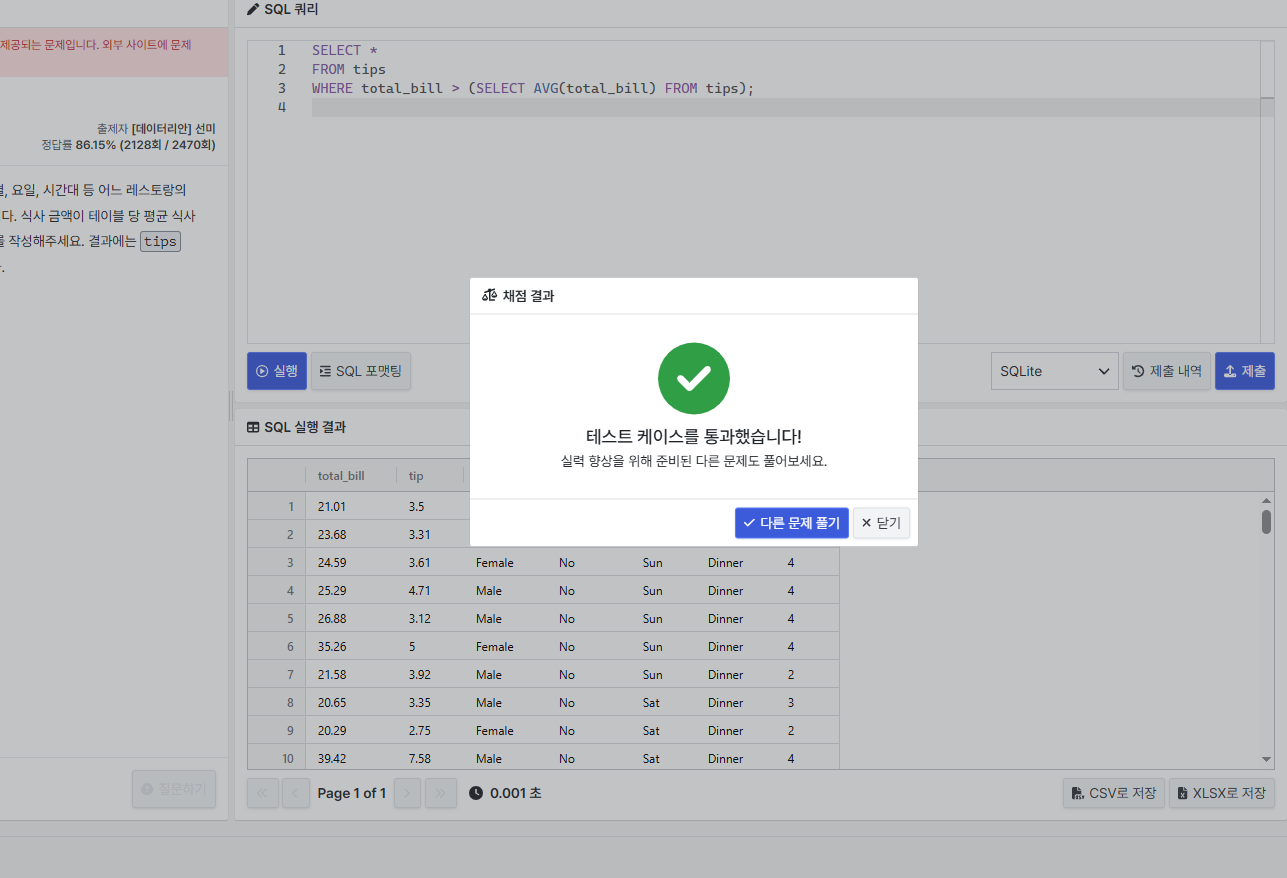 SQL 쿼리
제공되는 문제입니다. 외부 사이트에 문제
출제자 [데이터리안] 선미
정답률 86.15% (2128회 / 2470회)
, 요일, 시간대 등 어느 레스토랑의
다. 식사 금액이 테이블 당 평균 식사
를 작성해주세요. 결과에는 tips
.
질문하기
1 SELECT *
2 FROM tips
3 WHERE total_bill > (SELECT AVG(total_bill) FROM tips);
4
실행 SQL 포맷팅 SQLite 제출 내역 제출
SQL 실행 결과
total_bill tip
1 21.01 3.5
2 23.68 3.31
3 24.59 3.61 Female No Sun Dinner 4
4 25.29 4.71 Male No Sun Dinner 4
5 26.88 3.12 Male No Sun Dinner 4
6 35.26 5 Female No Sun Dinner 4
7 21.58 3.92 Male No Sun Dinner 2
8 20.65 3.35 Male No Sat Dinner 3
9 20.29 2.75 Female No Sat Dinner 2
10 39.42 7.58 Male No Sat Dinner 4
« ‹ Page 1 of 1 › » 0.001 초 CSV로 저장 XLSX로 저장
채점 결과
테스트 케이스를 통과했습니다!
실력 향상을 위해 준비된 다른 문제도 풀어보세요.
다른 문제 풀기 닫기